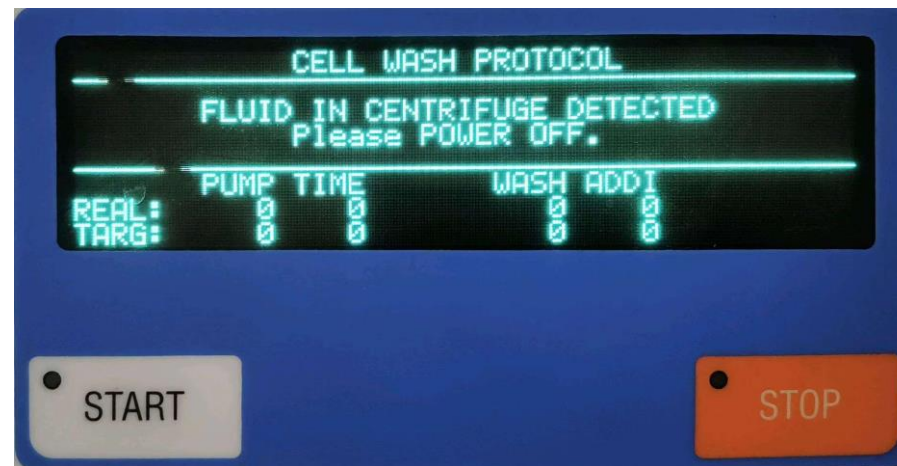 CELL WASH PROTOCOL
FLUID IN CENTRIFUGE DETECTED
Please POWER OFF.
PUMP TIME WASH ADDI
REAL: 0 0 0 0
TARG: 0 0 0 0
START
STOP